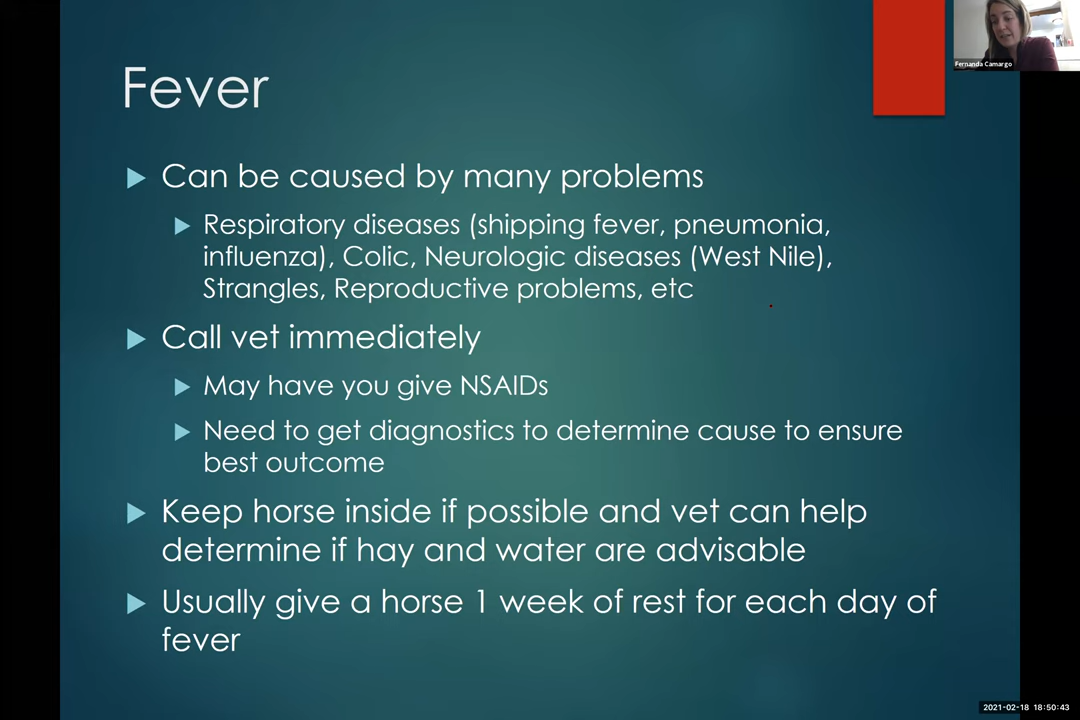 Fernanda Camargo
Fever
Can be caused by many problems
Respiratory diseases (shipping fever, pneumonia,
influenza), Colic, Neurologic diseases (West Nile),
Strangles, Reproductive problems, etc
Call vet immediately
May have you give NSAIDs
Need to get diagnostics to determine cause to ensure
best outcome
Keep horse inside if possible and vet can help
determine if hay and water are advisable
Usually give a horse 1 week of rest for each day of
fever
2021-02-18 18:50:43